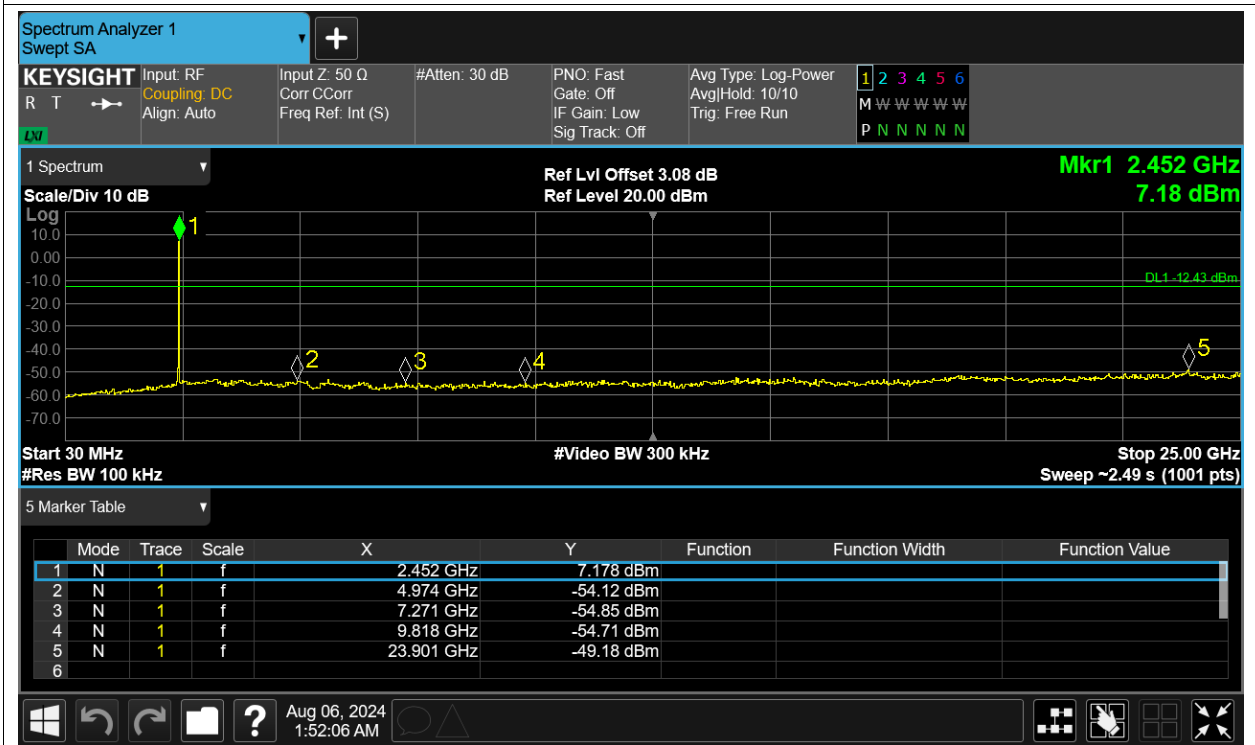 Spectrum Analyzer 1
Swept SA
KEYSIGHT
R T
LXI
Input: RF
Coupling: DC
Align: Auto
Input Z: 50 Ω
Corr CCorr
Freq Ref: Int (S)
#Atten: 30 dB
PNO: Fast
Gate: Off
IF Gain: Low
Sig Track: Off
Avg Type: Log-Power
Avg|Hold: 10/10
Trig: Free Run
1 2 3 4 5 6
M W W W W W
P N N N N N
1 Spectrum
Scale/Div 10 dB
Ref Lvl Offset 3.08 dB
Ref Level 20.00 dBm
Mkr1 2.452 GHz
7.18 dBm
Log
10.0
0.00
-10.0
-20.0
-30.0
-40.0
-50.0
-60.0
-70.0
1
2
3
4
5
DL1 -12.43 dBm
Start 30 MHz
#Res BW 100 kHz
#Video BW 300 kHz
Stop 25.00 GHz
Sweep ~2.49 s (1001 pts)
5 Marker Table
Mode Trace Scale X Y Function Function Width Function Value
1 N 1 f 2.452 GHz 7.178 dBm
2 N 1 f 4.974 GHz -54.12 dBm
3 N 1 f 7.271 GHz -54.85 dBm
4 N 1 f 9.818 GHz -54.71 dBm
5 N 1 f 23.901 GHz -49.18 dBm
6
?
Aug 06, 2024
1:52:06 AM